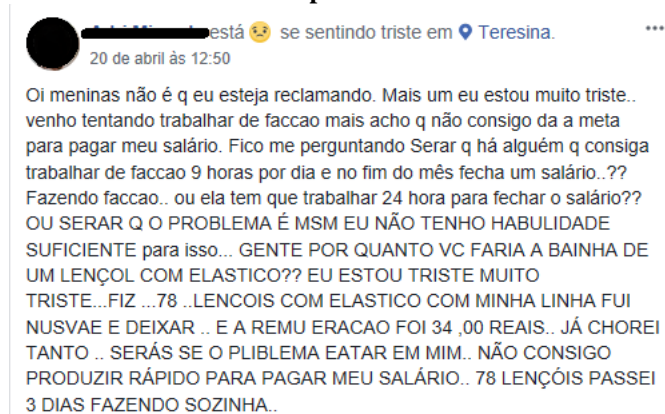 está se sentindo triste em Teresina.
20 de abril às 12:50
Oi meninas não é q eu esteja reclamando. Mais um eu estou muito triste..
venho tentando trabalhar de faccao mais acho q não consigo da a meta
para pagar meu salário. Fico me perguntando Serar q há alguém q consiga
trabalhar de faccao 9 horas por dia e no fim do mês fecha um salário..??
Fazendo faccao.. ou ela tem que trabalhar 24 hora para fechar o salário??
OU SERAR Q O PROBLEMA É MSM EU NÃO TENHO HABULIDADE
SUFICIENTE para isso... GENTE POR QUANTO VC FARIA A BAINHA DE
UM LENÇOL COM ELASTICO?? EU ESTOU TRISTE MUITO
TRISTE...FIZ ...78 ..LENCOIS COM ELASTICO COM MINHA LINHA FUI
NUSVAE E DEIXAR .. E A REMU ERACAO FOI 34 ,00 REAIS.. JÁ CHOREI
TANTO .. SERÁS SE O PLIBLEMA EATAR EM MIM.. NÃO CONSIGO
PRODUZIR RÁPIDO PARA PAGAR MEU SALÁRIO.. 78 LENÇÓIS PASSEI
3 DIAS FAZENDO SOZINHA..